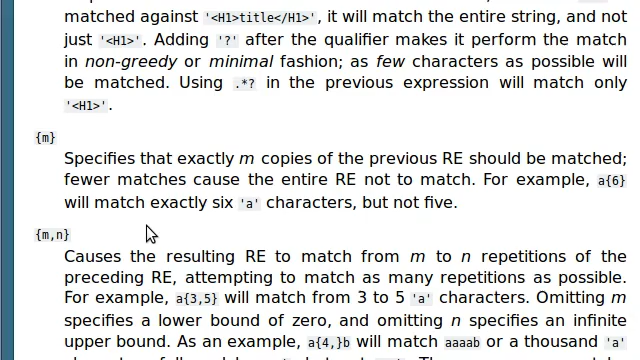 matched against '<H1>title</H1>', it will match the entire string, and not
just '<H1>'. Adding '?' after the qualifier makes it perform the match
in non-greedy or minimal fashion; as few characters as possible will
be matched. Using .*? in the previous expression will match only
'<H1>'.
{m}
Specifies that exactly m copies of the previous RE should be matched;
fewer matches cause the entire RE not to match. For example, a{6}
will match exactly six 'a' characters, but not five.
{m,n}
Causes the resulting RE to match from m to n repetitions of the
preceding RE, attempting to match as many repetitions as possible.
For example, a{3,5} will match from 3 to 5 'a' characters. Omitting m
specifies a lower bound of zero, and omitting n specifies an infinite
upper bound. As an example, a{4,}b will match aaaab or a thousand 'a'